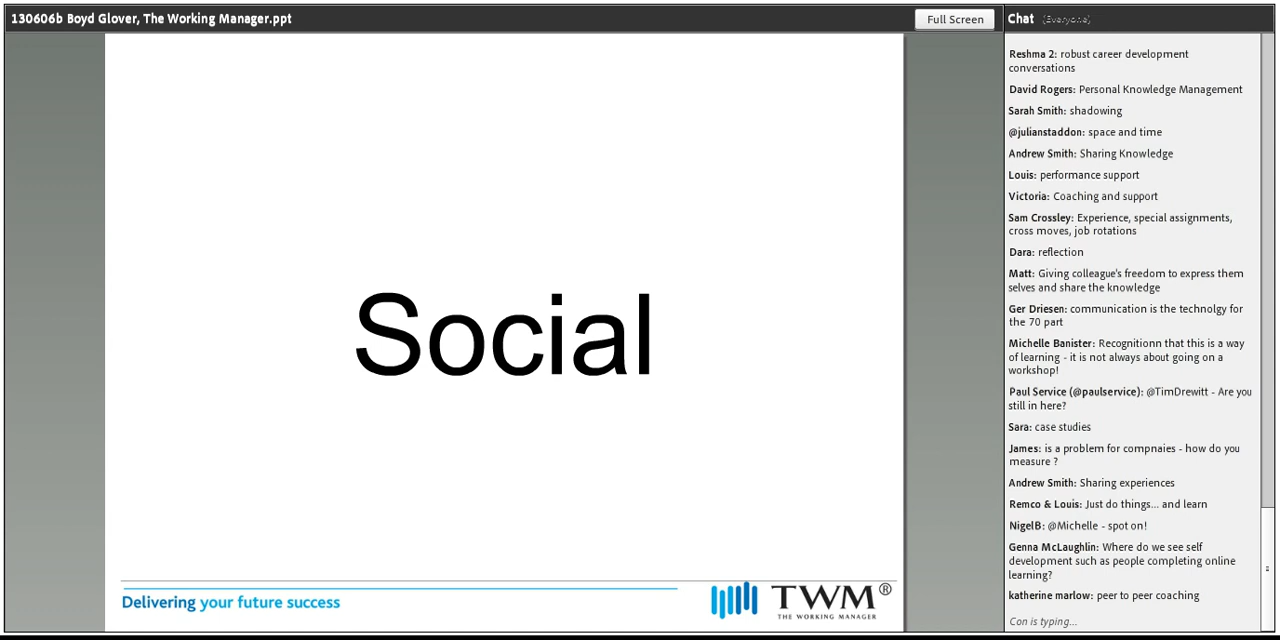 130606b Boyd Glover, The Working Manager.ppt
Full Screen
Social
Delivering your future success
TWM®
THE WORKING MANAGER
Chat (Everyone)
Reshma 2: robust career development
conversations
David Rogers: Personal Knowledge Management
Sarah Smith: shadowing
@julianstaddon: space and time
Andrew Smith: Sharing Knowledge
Louis: performance support
Victoria: Coaching and support
Sam Crossley: Experience, special assignments,
cross moves, job rotations
Dara: reflection
Matt: Giving colleague's freedom to express them
selves and share the knowledge
Ger Driesen: communication is the technolgy for
the 70 part
Michelle Banister: Recognitionn that this is a way
of learning - it is not always about going on a
workshop!
Paul Service (@paulservice): @TimDrewitt - Are you
still in here?
Sara: case studies
James: is a problem for compnaies - how do you
measure ?
Andrew Smith: Sharing experiences
Remco & Louis: Just do things... and learn
NigelB: @Michelle - spot on!
Genna McLaughlin: Where do we see self
development such as people completing online
learning?
katherine marlow: peer to peer coaching
Con is typing...